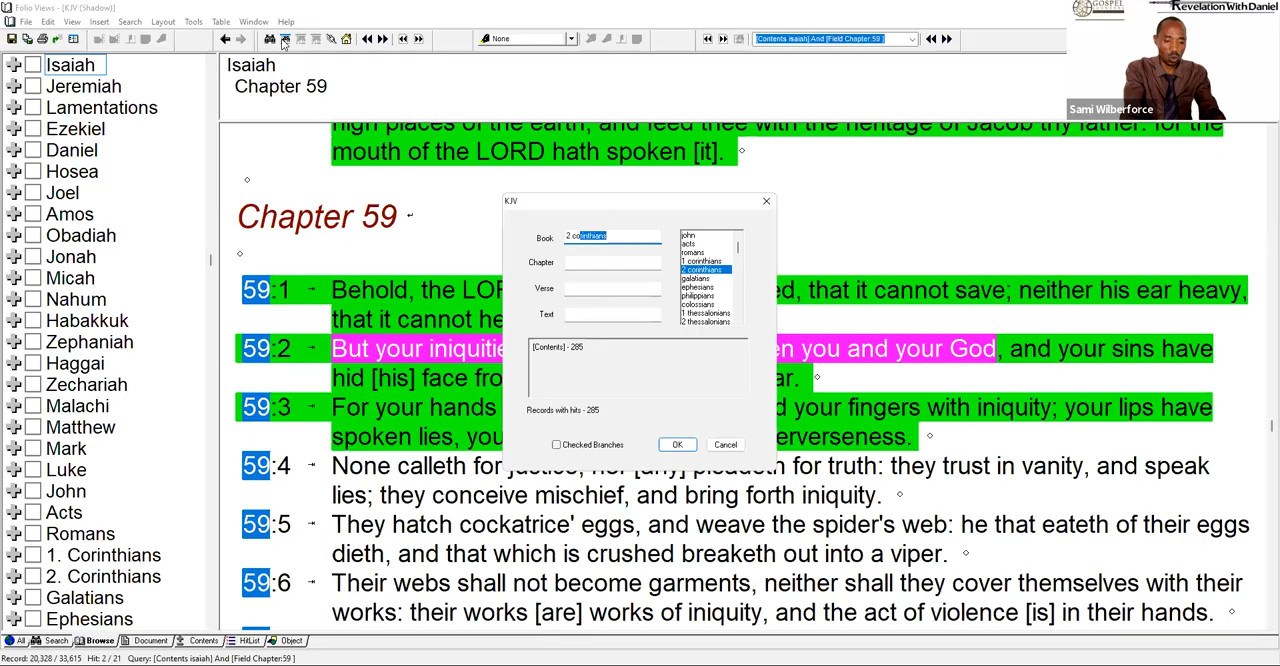 Folio Views - [KJV (Shadow)]
File Edit View Insert Search Layout Tools Table Window Help
None
[Contents isaiah] And [Field Chapter:59 ]
GOSPEL
Revelation With Daniel
Sami Wilberforce
Isaiah
Jeremiah
Lamentations
Ezekiel
Daniel
Hosea
Joel
Amos
Obadiah
Jonah
Micah
Nahum
Habakkuk
Zephaniah
Haggai
Zechariah
Malachi
Matthew
Mark
Luke
John
Acts
Romans
1. Corinthians
2. Corinthians
Galatians
Ephesians
Isaiah
Chapter 59
high places of the earth, and feed thee with the heritage of Jacob thy father: for the
mouth of the LORD hath spoken [it].
Chapter 59
59:1 Behold, the LOR ed, that it cannot save; neither his ear heavy,
that it cannot he
59:2 But your iniquitie en you and your God, and your sins have
hid [his] face fro ar.
59:3 For your hands d your fingers with iniquity; your lips have
spoken lies, you erverseness.
59:4 None calleth for justice, nor [any] pleadeth for truth: they trust in vanity, and speak
lies; they conceive mischief, and bring forth iniquity.
59:5 They hatch cockatrice' eggs, and weave the spider's web: he that eateth of their eggs
dieth, and that which is crushed breaketh out into a viper.
59:6 Their webs shall not become garments, neither shall they cover themselves with their
works: their works [are] works of iniquity, and the act of violence [is] in their hands.
KJV
Book 2 corinthians
Chapter
Verse
Text
john
acts
romans
1 corinthians
2 corinthians
galatians
ephesians
philippians
colossians
1 thessalonians
2 thessalonians
[Contents] - 285
Records with hits - 285
Checked Branches
OK Cancel
All Search Browse Document Contents HitList Object
Record: 20,328 / 33,615 Hit: 2 / 21 Query: [Contents isaiah] And [Field Chapter:59 ]